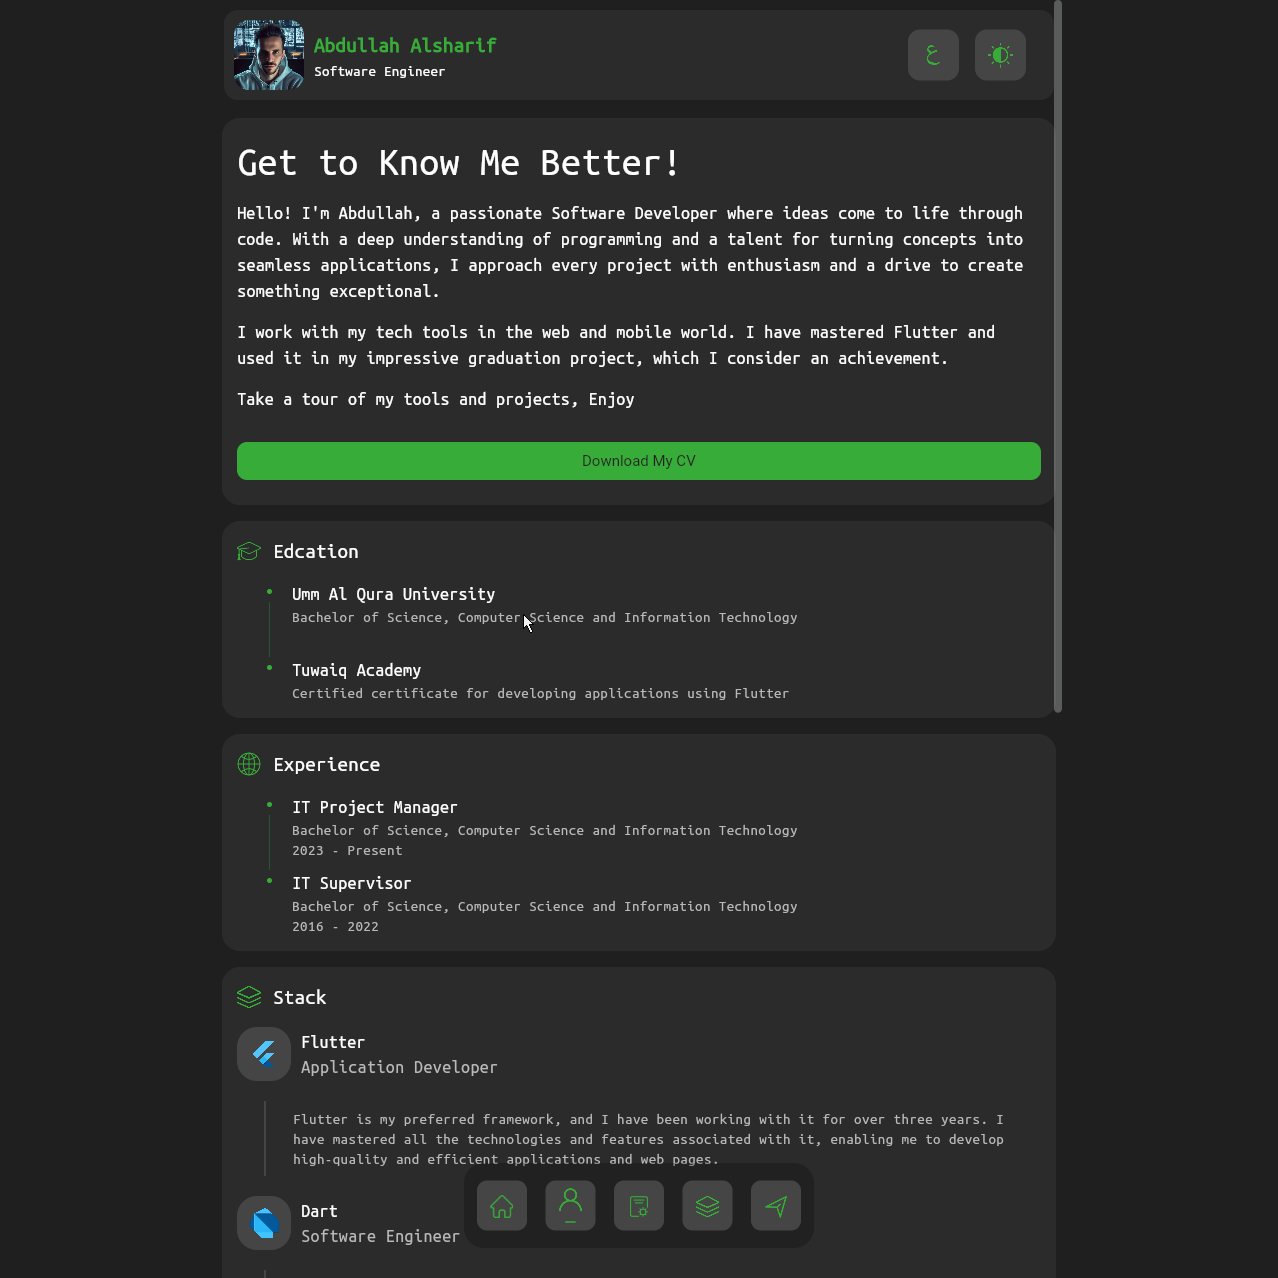 Abdullah Alsharif
Software Engineer
ع
Get to Know Me Better!
Hello! I'm Abdullah, a passionate Software Developer where ideas come to life through
code. With a deep understanding of programming and a talent for turning concepts into
seamless applications, I approach every project with enthusiasm and a drive to create
something exceptional.
I work with my tech tools in the web and mobile world. I have mastered Flutter and
used it in my impressive graduation project, which I consider an achievement.
Take a tour of my tools and projects, Enjoy
Download My CV
Edcation
Umm Al Qura University
Bachelor of Science, Computer Science and Information Technology
Tuwaiq Academy
Certified certificate for developing applications using Flutter
Experience
IT Project Manager
Bachelor of Science, Computer Science and Information Technology
2023 - Present
IT Supervisor
Bachelor of Science, Computer Science and Information Technology
2016 - 2022
Stack
Flutter
Application Developer
Flutter is my preferred framework, and I have been working with it for over three years. I
have mastered all the technologies and features associated with it, enabling me to develop
high-quality and efficient applications and web pages.
Dart
Software Engineer